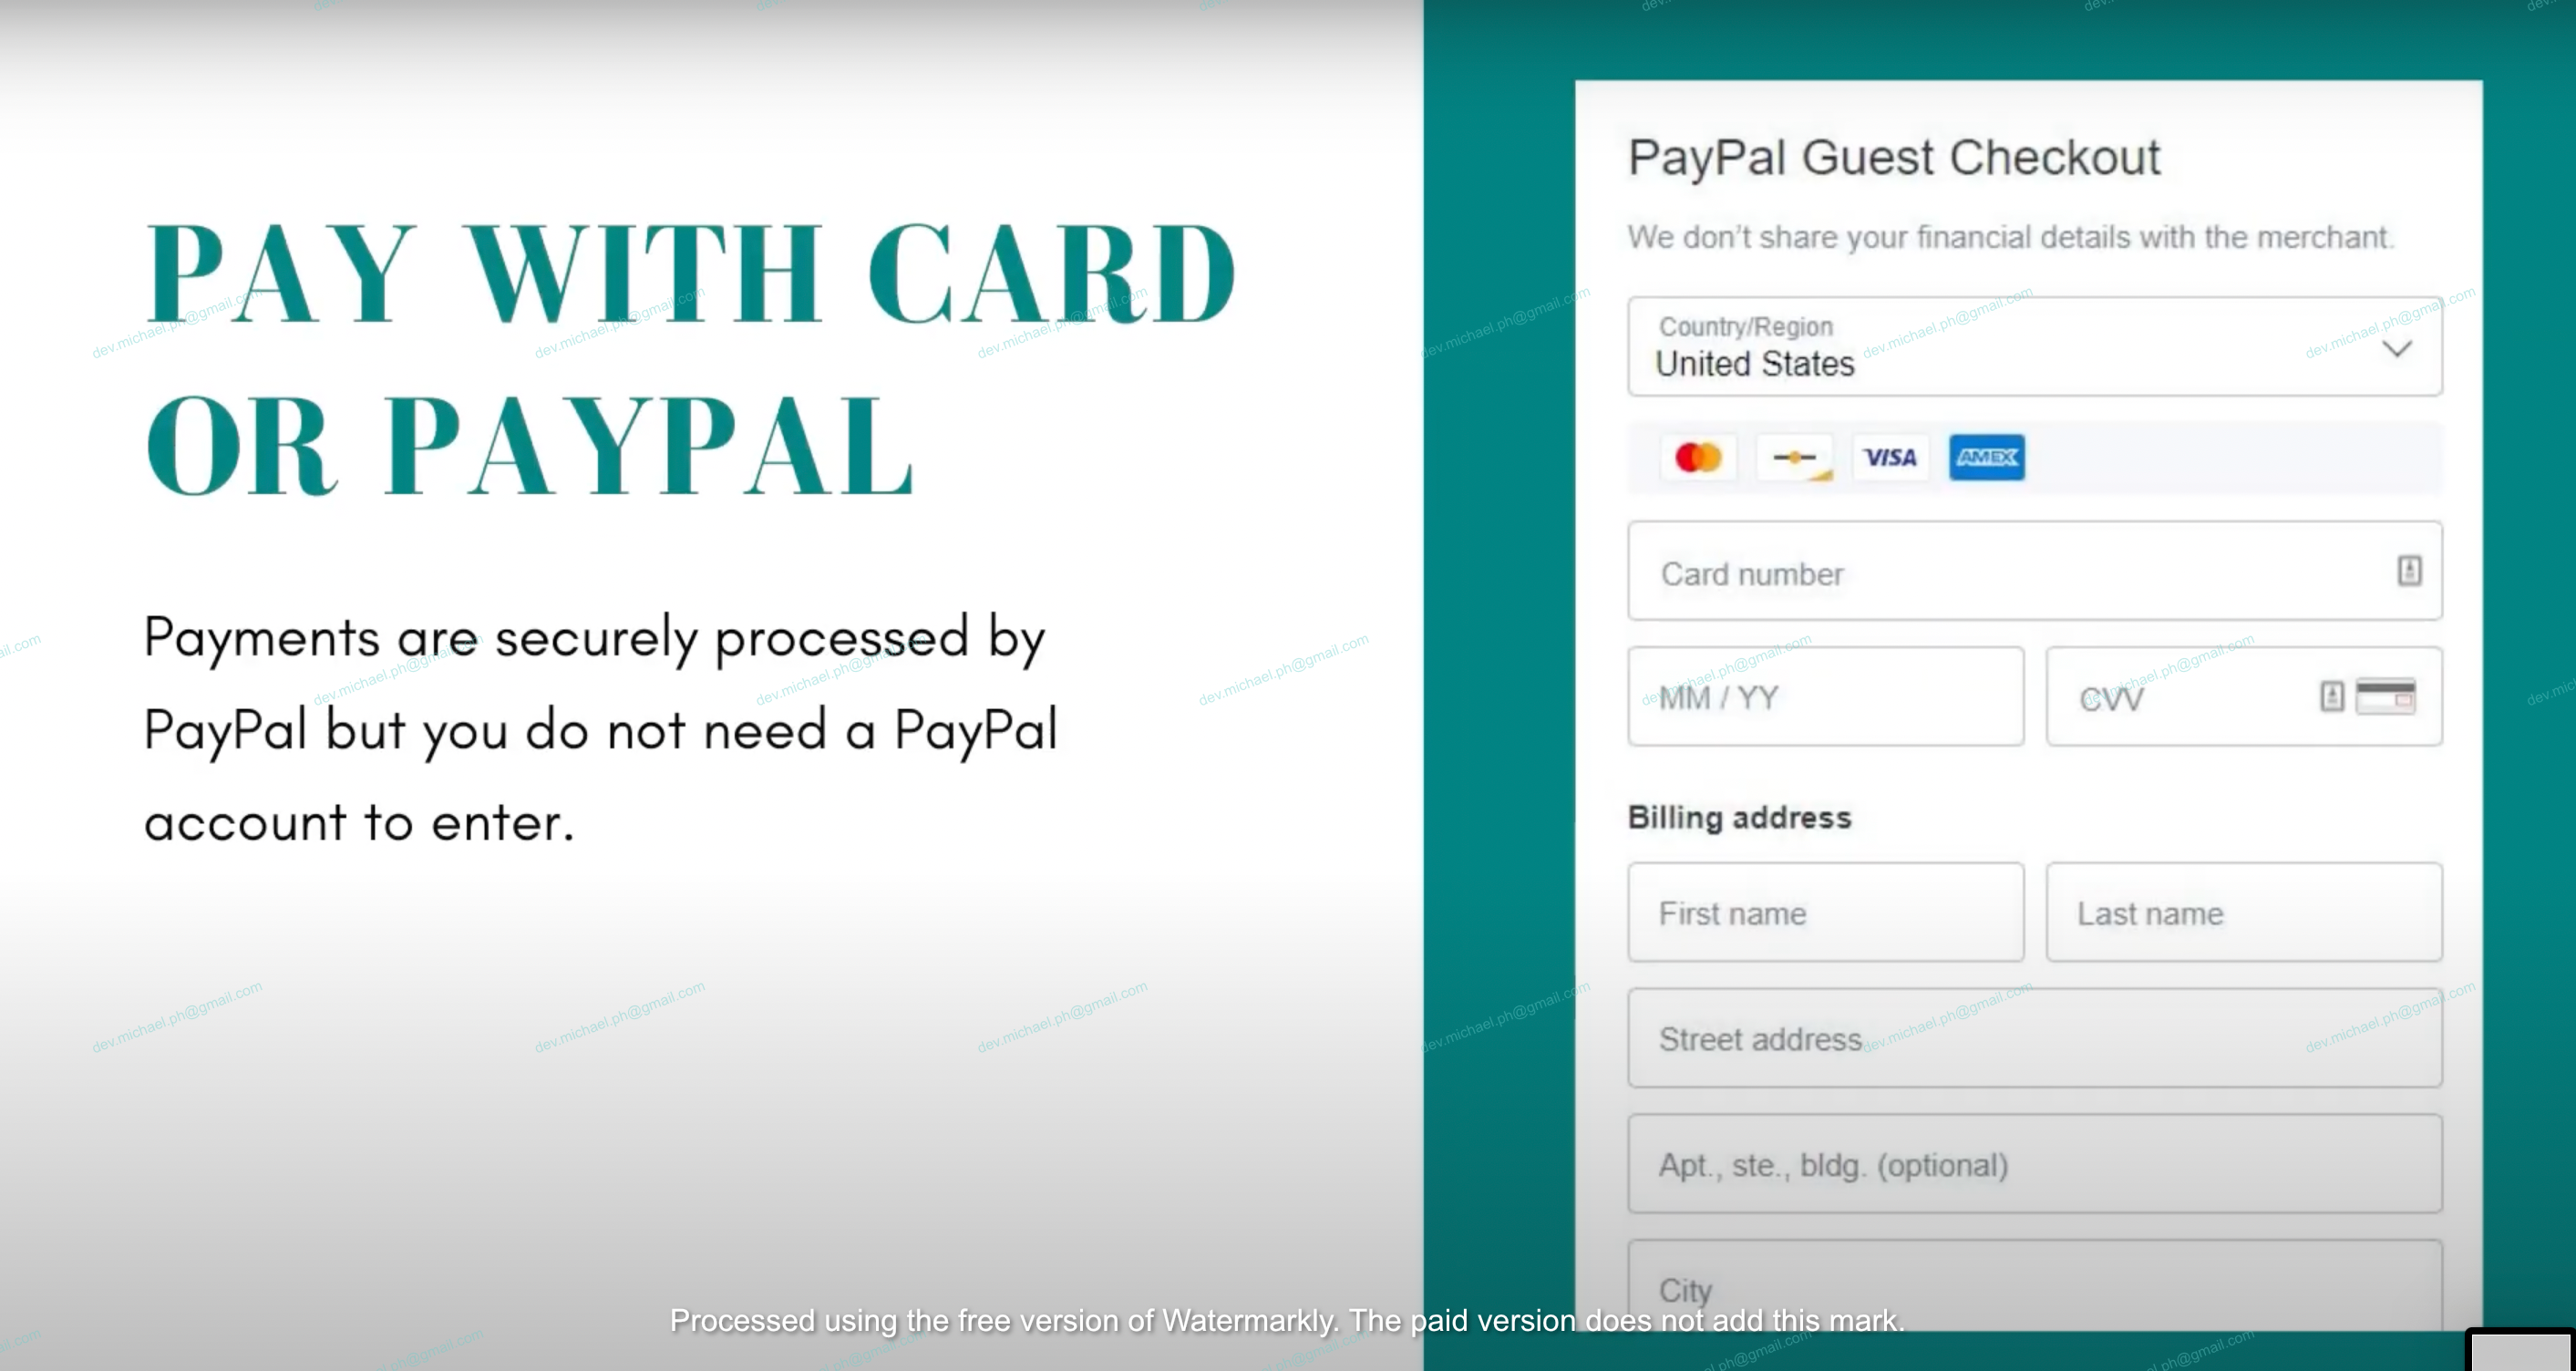 PAY WITH CARD
OR PAYPAL
Payments are securely processed by
PayPal but you do not need a PayPal
account to enter.
PayPal Guest Checkout
We don't share your financial details with the merchant.
Country/Region
United States
VISA
AMEX
Card number
MM / YY
CVV
Billing address
First name
Last name
Street address
Apt., ste., bldg. (optional)
City
Processed using the free version of Watermarkly. The paid version does not add this mark.
dev.michael.ph@gmail.com